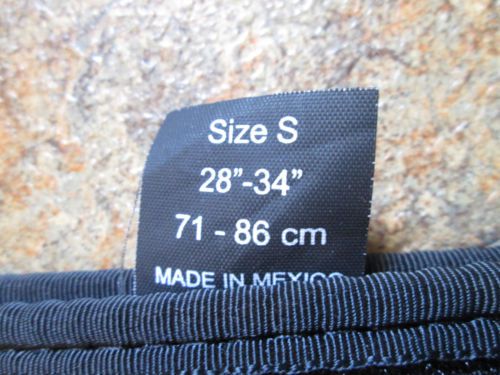 Size S
28"-34"
71 - 86 cm
MADE IN MEXICO